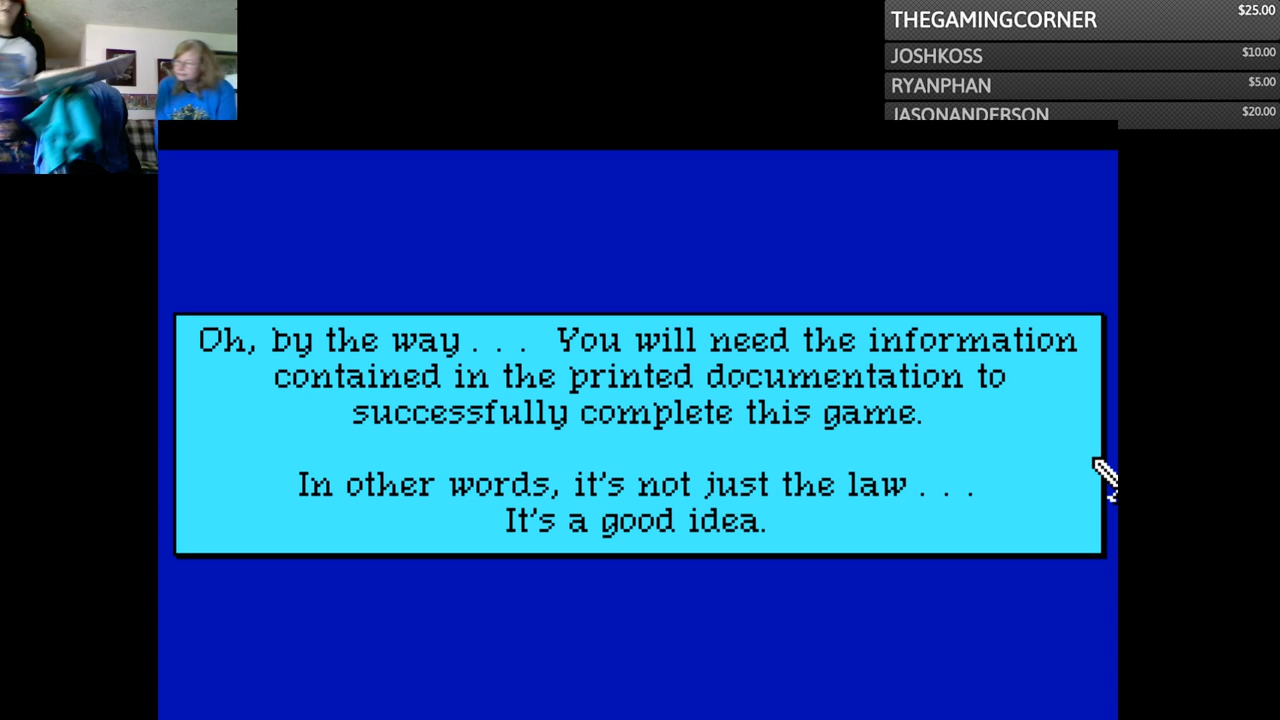 THEGAMINGCORNER $25.00
JOSHKOSS $10.00
RYANPHAN $5.00
JASONANDERSON $20.00
Oh, by the way . . . You will need the information
contained in the printed documentation to
successfully complete this game.
In other words, it's not just the law . . .
It's a good idea.